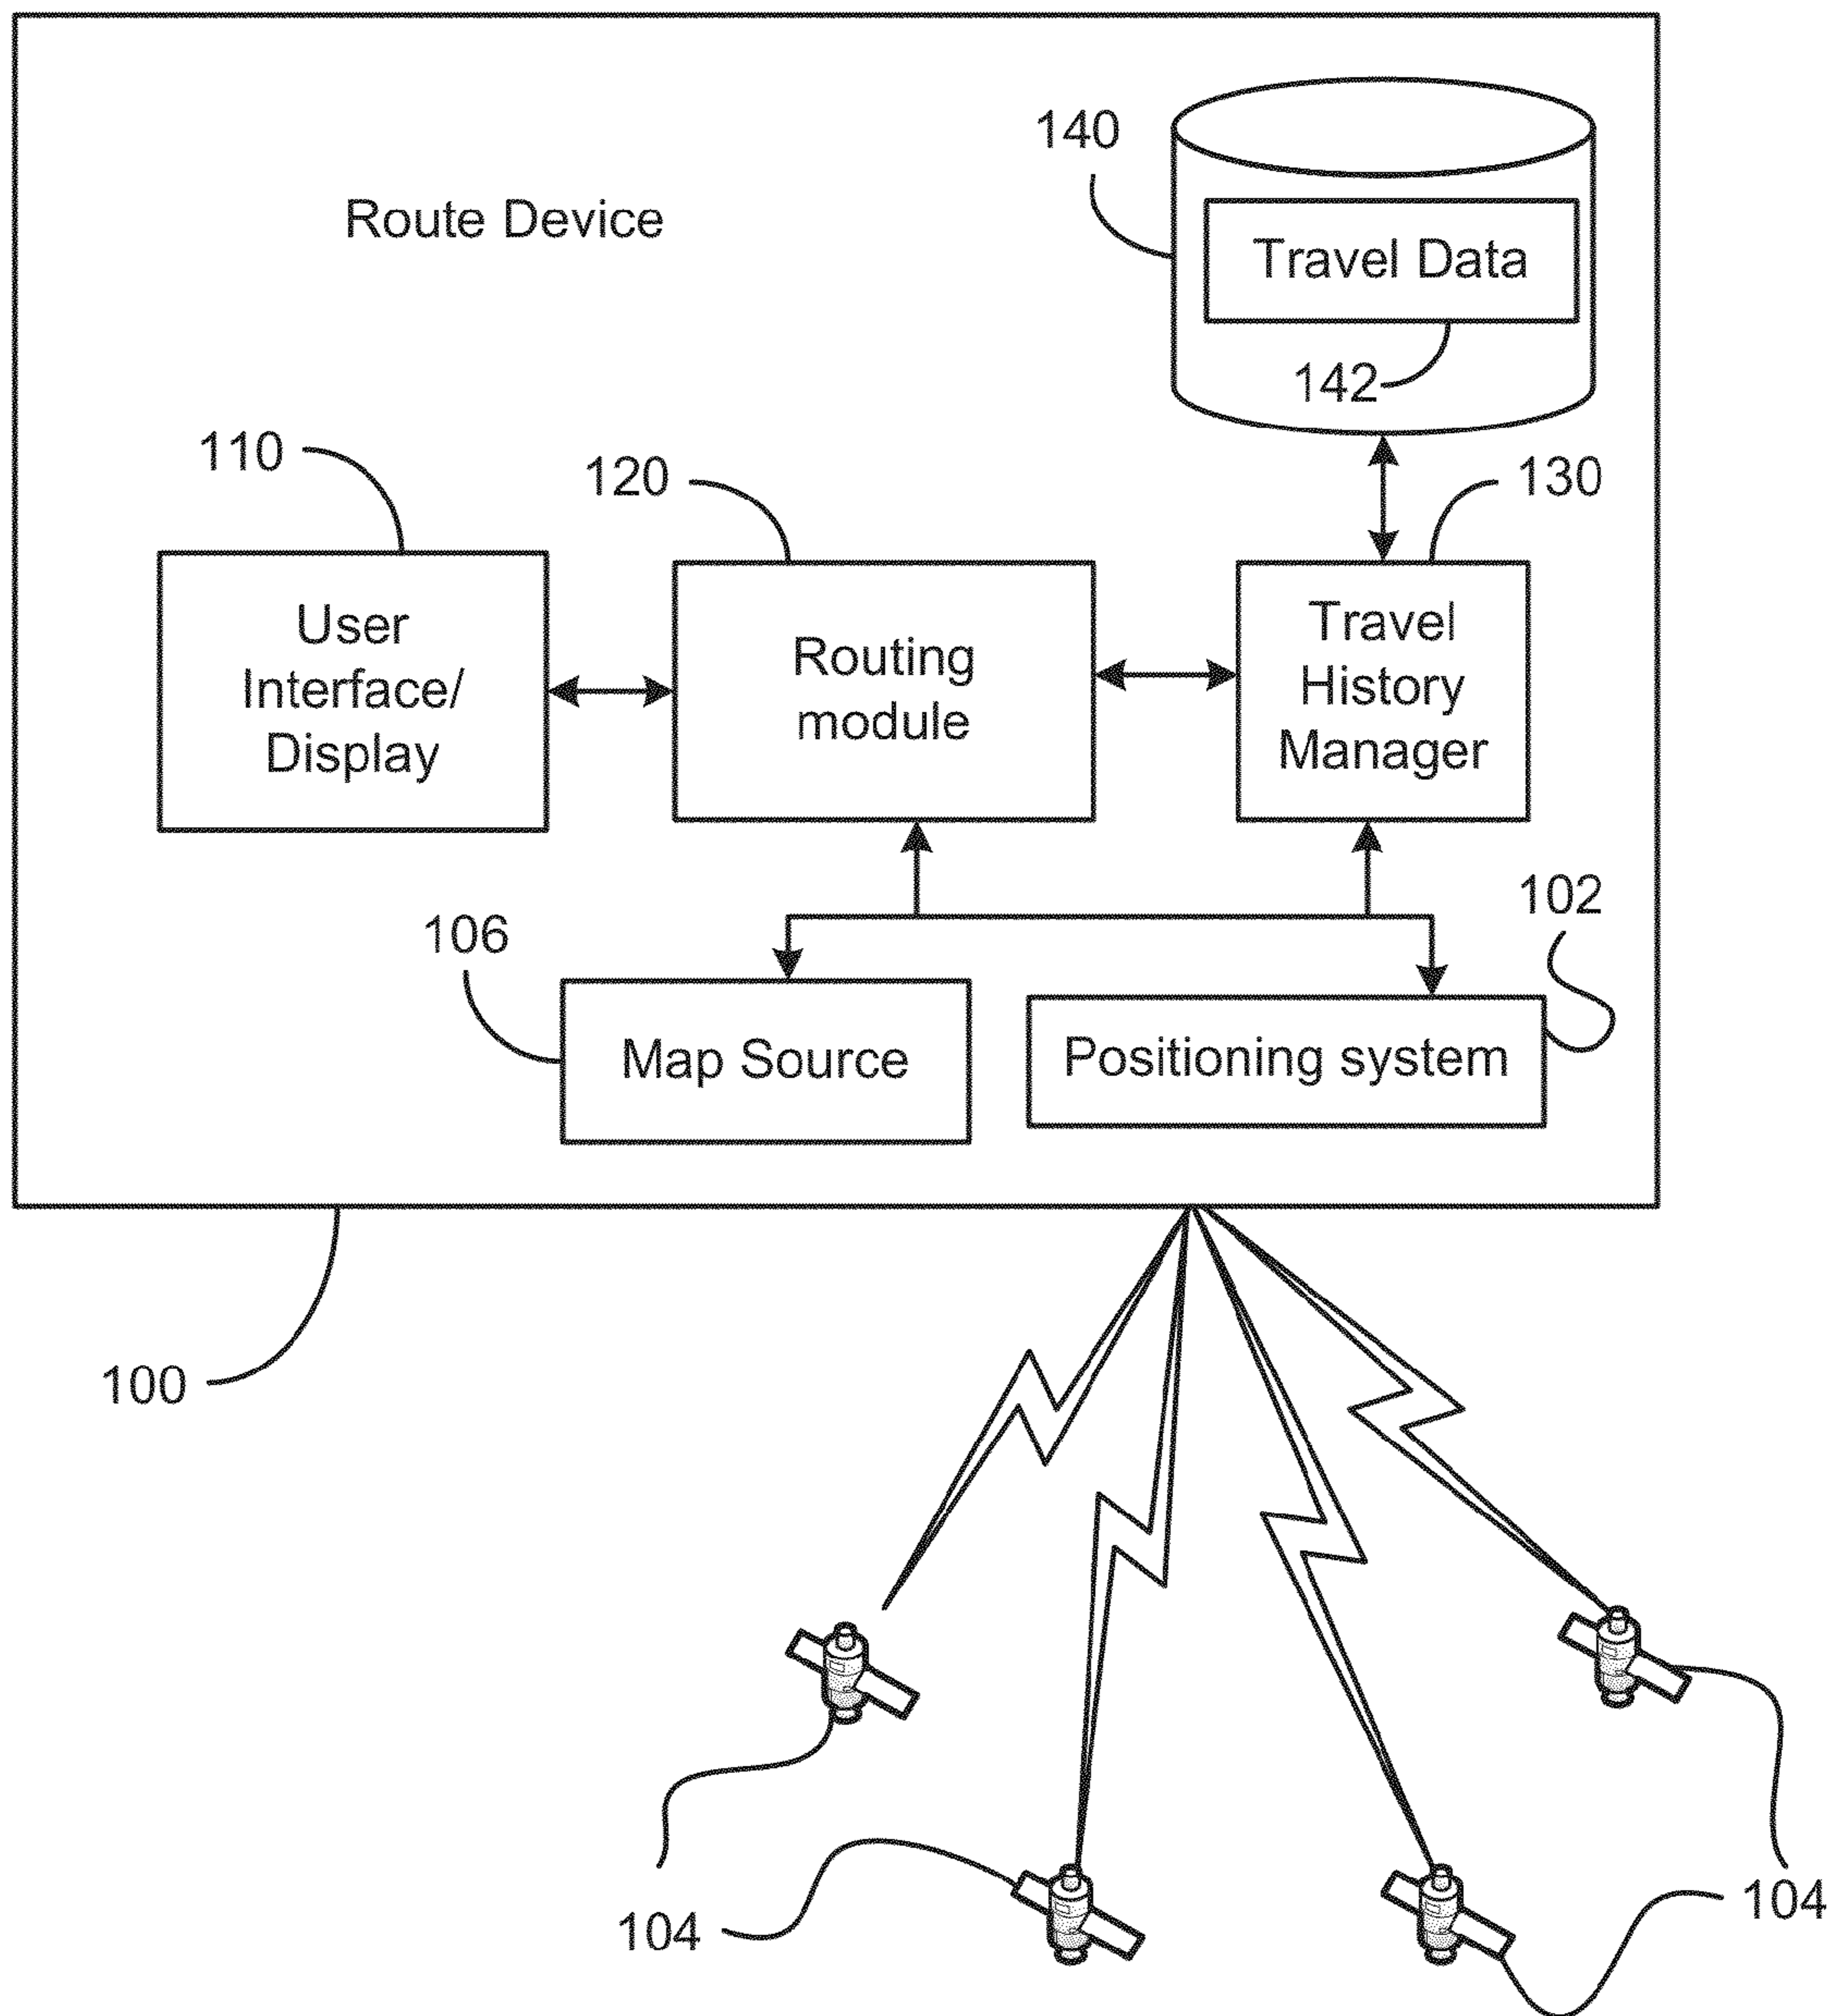 140
Route Device
Travel Data
142
110
120
130
User
Interface/
Display
Routing
module
Travel
History
Manager
102
106
Map Source
Positioning system
100
104
104